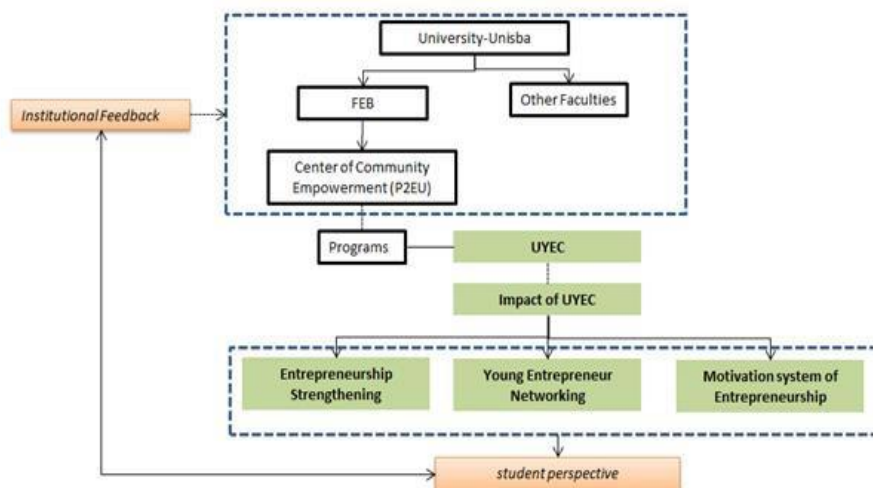 University-Unisba
Institutional Feedback
FEB
Other Faculties
Center of Community
Empowerment (P2EU)
Programs
UYEC
Impact of UYEC
Entrepreneurship
Strengthening
Young Entrepreneur
Networking
Motivation system of
Entrepreneurship
student perspective